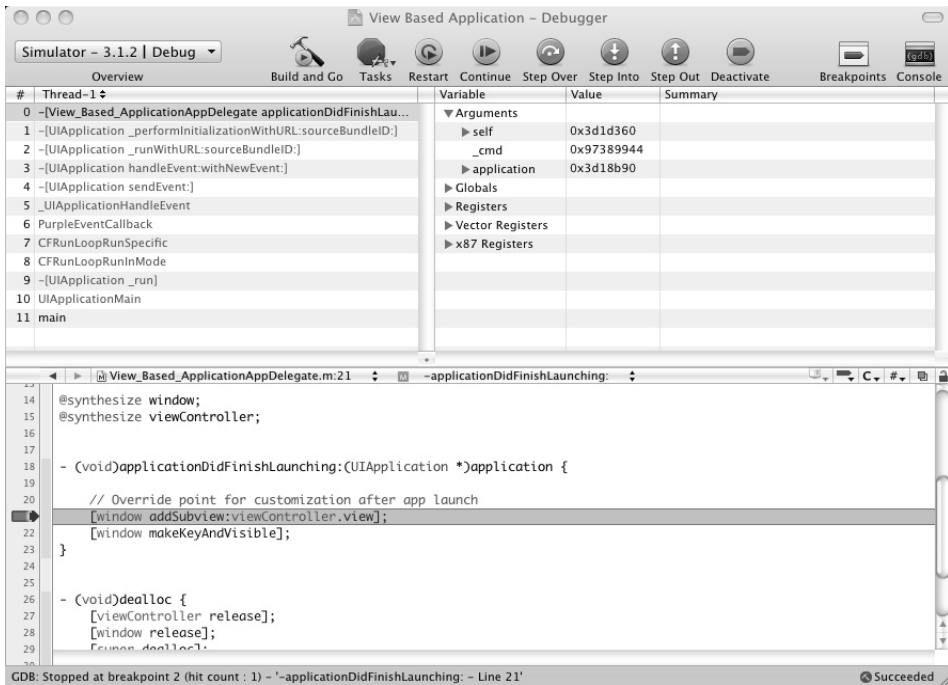 View Based Application – Debugger
Simulator – 3.1.2 | Debug
Overview
Build and Go
Tasks
Restart
Continue
Step Over
Step Into
Step Out
Deactivate
Breakpoints
(gdb)
Console
# Thread-1
0 -[View_Based_ApplicationAppDelegate applicationDidFinishLau...
1 -[UIApplication _performInitializationWithURL:sourceBundleID:]
2 -[UIApplication _runWithURL:sourceBundleID:]
3 -[UIApplication handleEvent:withNewEvent:]
4 -[UIApplication sendEvent:]
5 _UIApplicationHandleEvent
6 PurpleEventCallback
7 CFRunLoopRunSpecific
8 CFRunLoopRunInMode
9 -[UIApplication _run]
10 UIApplicationMain
11 main
Variable Value Summary
Arguments
self 0x3d1d360
_cmd 0x97389944
application 0x3d18b90
Globals
Registers
Vector Registers
x87 Registers
View_Based_ApplicationAppDelegate.m:21 M -applicationDidFinishLaunching: C #
14 @synthesize window;
15 @synthesize viewController;
16
17
18 - (void)applicationDidFinishLaunching:(UIApplication *)application {
19
20 // Override point for customization after app launch
[window addSubview:viewController.view];
22 [window makeKeyAndVisible];
23 }
24
25
26 - (void)dealloc {
27 [viewController release];
28 [window release];
29 [super dealloc];
GDB: Stopped at breakpoint 2 (hit count : 1) – '-applicationDidFinishLaunching: – Line 21'
Succeeded